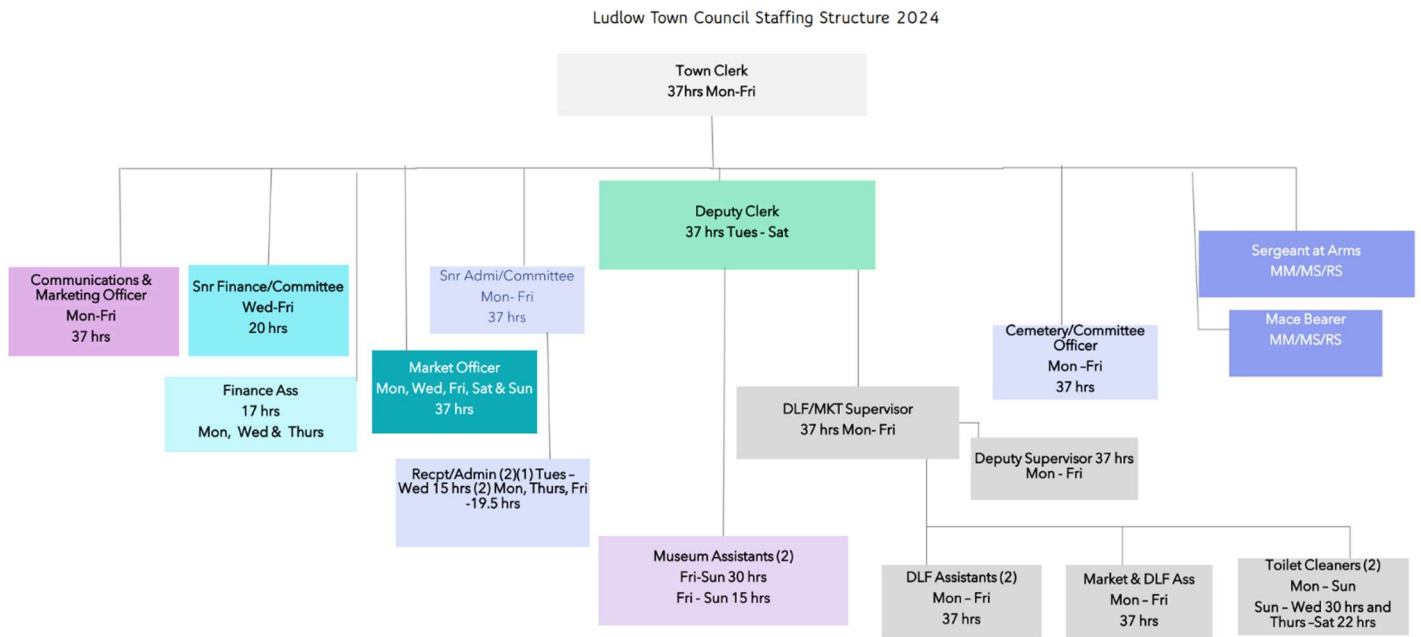 Ludlow Town Council Staffing Structure 2024
Town Clerk
37hrs Mon-Fri
Deputy Clerk
37 hrs Tues - Sat
Communications &
Marketing Officer
Mon-Fri
37 hrs
Snr Finance/Committee
Wed-Fri
20 hrs
Finance Ass
17 hrs
Mon, Wed & Thurs
Market Officer
Mon, Wed, Fri, Sat & Sun
37 hrs
Snr Admi/Committee
Mon- Fri
37 hrs
Recpt/Admin (2)(1) Tues –
Wed 15 hrs (2) Mon, Thurs, Fri
-19.5 hrs
Museum Assistants (2)
Fri-Sun 30 hrs
Fri - Sun 15 hrs
DLF/MKT Supervisor
37 hrs Mon- Fri
Deputy Supervisor 37 hrs
Mon - Fri
DLF Assistants (2)
Mon – Fri
37 hrs
Market & DLF Ass
Mon – Fri
37 hrs
Toilet Cleaners (2)
Mon – Sun
Sun – Wed 30 hrs and
Thurs –Sat 22 hrs
Cemetery/Committee
Officer
Mon –Fri
37 hrs
Sergeant at Arms
MM/MS/RS
Mace Bearer
MM/MS/RS